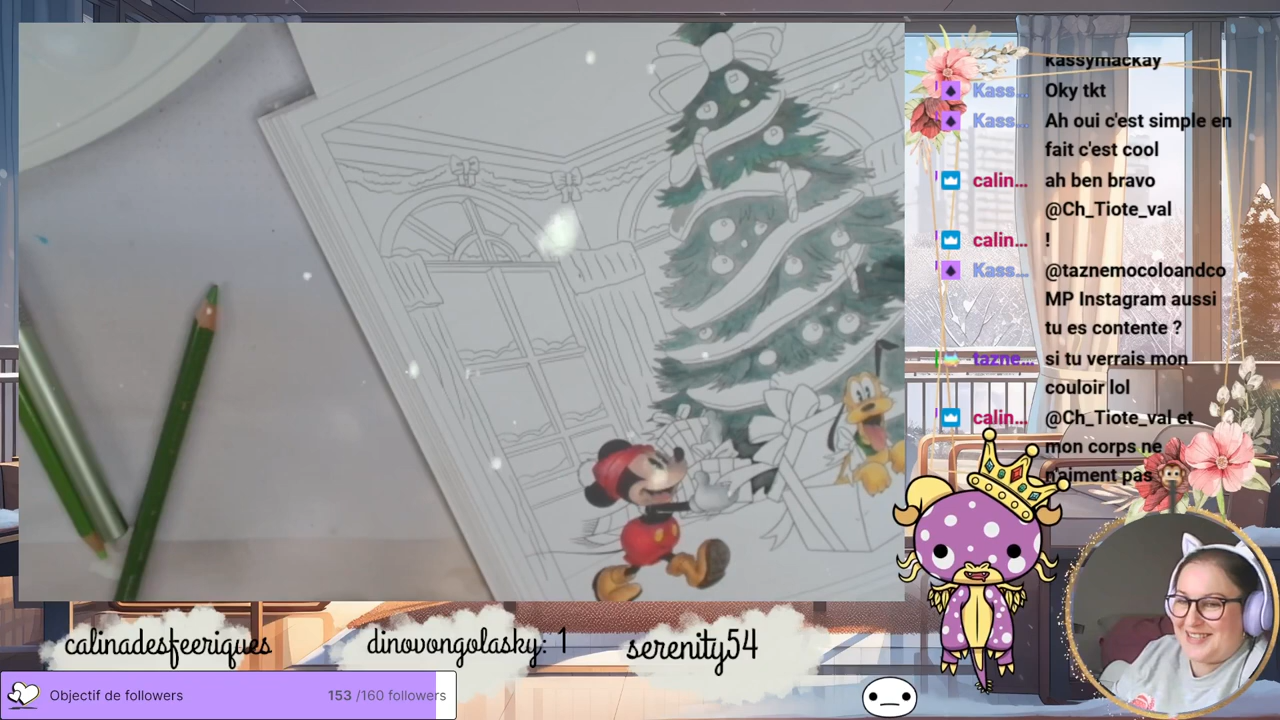 kassymackay
Kass... Oky tkt
Kass... Ah oui c'est simple en
fait c'est cool
calin... ah ben bravo
@Ch_Tiote_val
calin... !
Kass... @taznemocoloandco
MP Instagram aussi
tu es contente ?
tazne... si tu verrais mon
couloir lol
calin... @Ch_Tiote_val et
mon corps ne
n'aiment pas
calinadesfeeriques
dinovongolasky: 1
serenity54
Objectif de followers
153 /160 followers